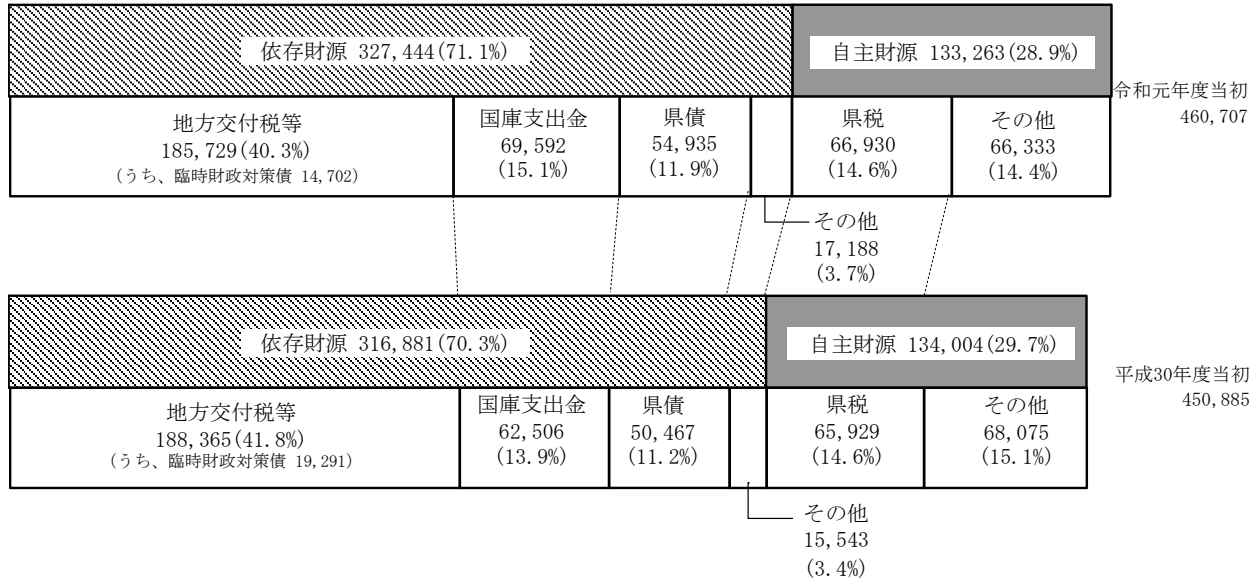 依存財源 327,444(71.1%)
自主財源 133,263(28.9%)
令和元年度当初
460,707
地方交付税等
185,729(40.3%)
(うち、臨時財政対策債 14,702)
国庫支出金
69,592
(15.1%)
県債
54,935
(11.9%)
県税
66,930
(14.6%)
その他
66,333
(14.4%)
その他
17,188
(3.7%)
依存財源 316,881(70.3%)
自主財源 134,004(29.7%)
平成30年度当初
450,885
地方交付税等
188,365(41.8%)
(うち、臨時財政対策債 19,291)
国庫支出金
62,506
(13.9%)
県債
50,467
(11.2%)
県税
65,929
(14.6%)
その他
68,075
(15.1%)
その他
15,543
(3.4%)